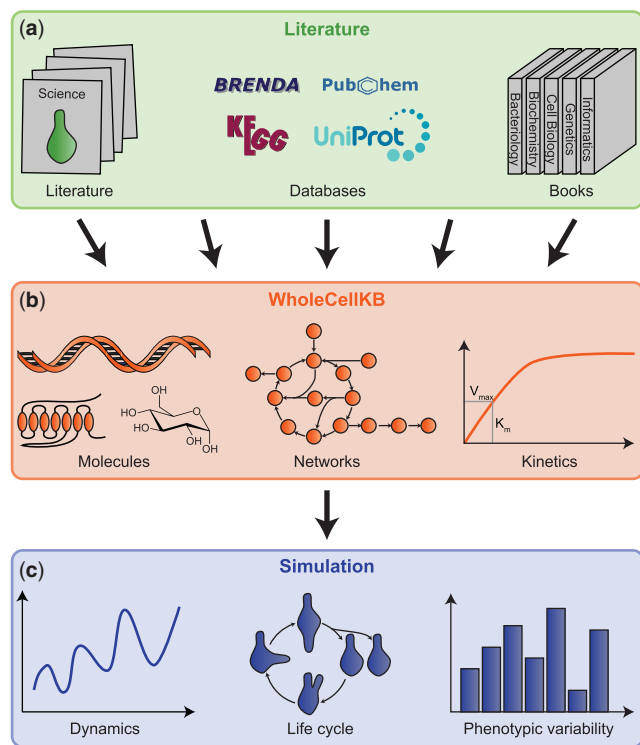 (a)
Literature
Science
BRENDA
PubChem
KEGG
UniProt
Bacteriology
Biochemistry
Cell Biology
Genetics
Informatics
Literature
Databases
Books
(b)
WholeCellKB
OH
O
HO
HO
OH
OH
Vmax
Km
Molecules
Networks
Kinetics
(c)
Simulation
Dynamics
Life cycle
Phenotypic variability